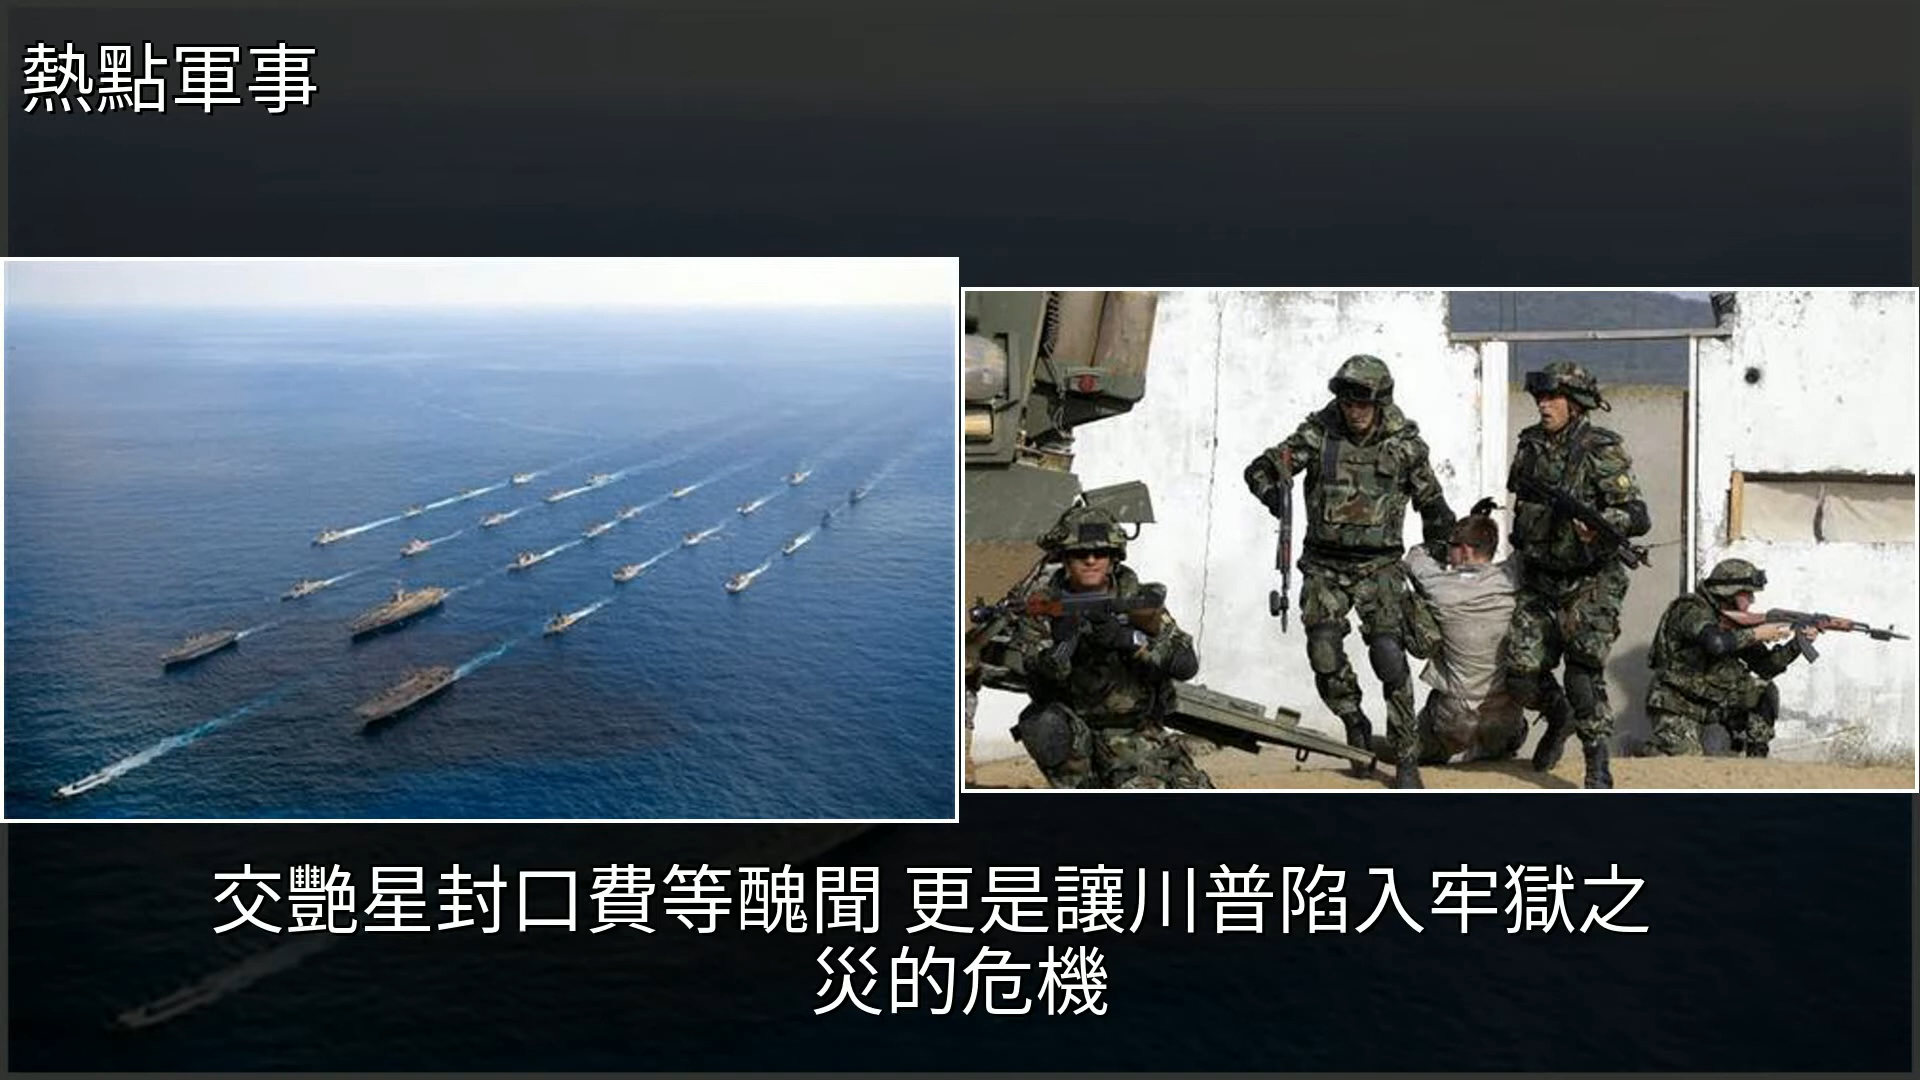 熱點軍事
交艷星封口費等醜聞 更是讓川普陷入牢獄之
災的危機